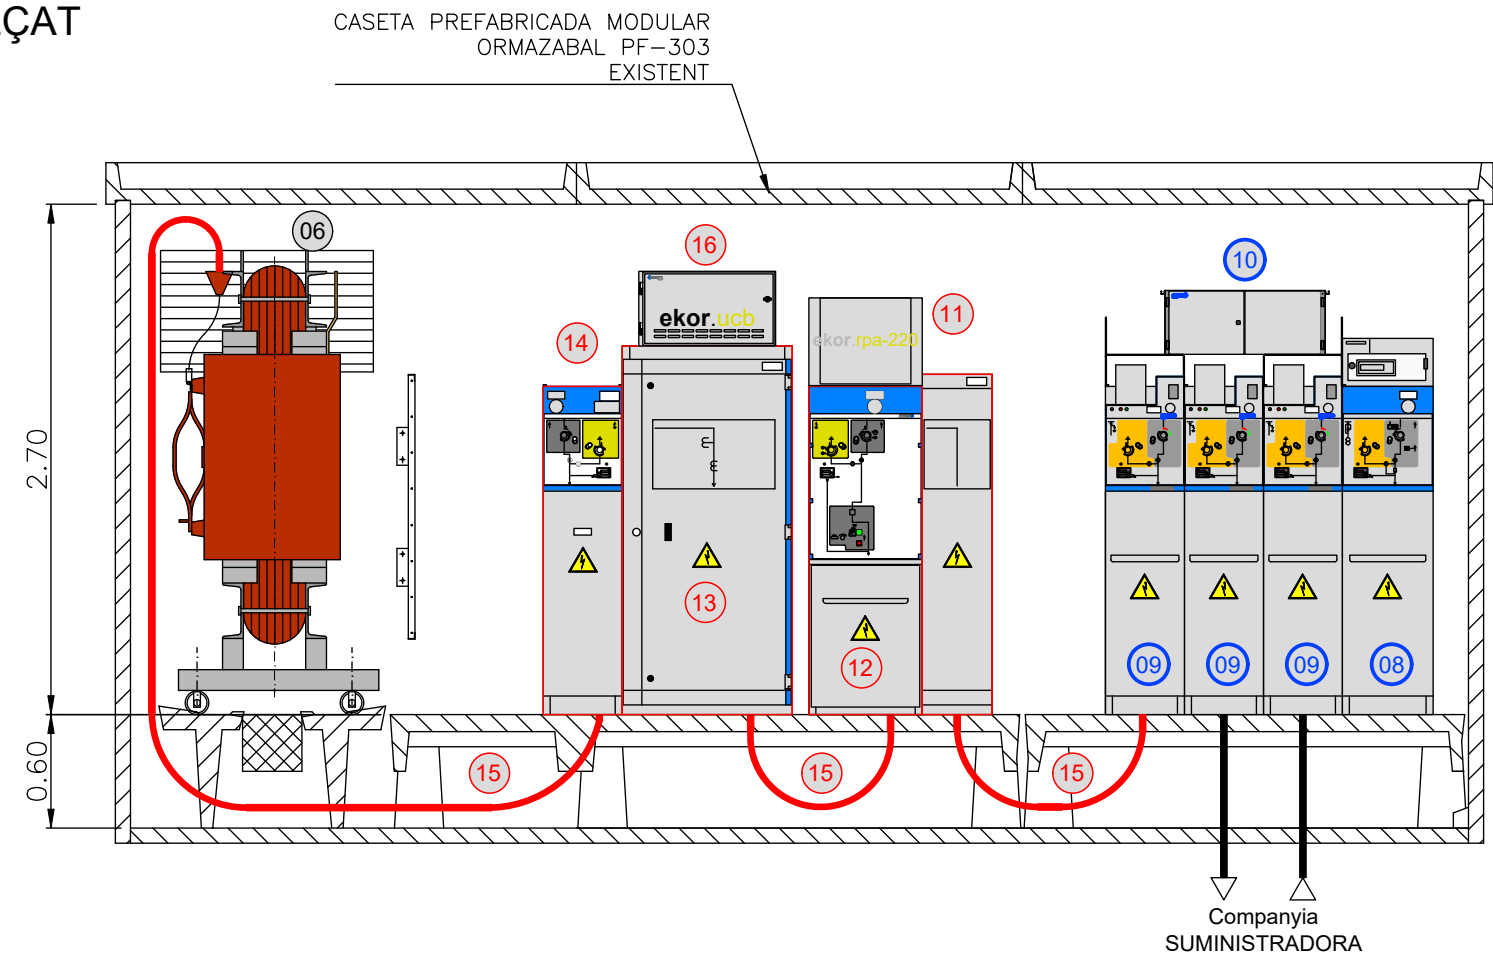 ÇAT
CASETA PREFABRICADA MODULAR
ORMAZABAL PF-303
EXISTENT
06
16
10
11
14
ekor.ucb
ekor.rpa-220
2.70
13
12
09
09
09
08
0.60
15
15
15
Companyia
SUMINISTRADORA